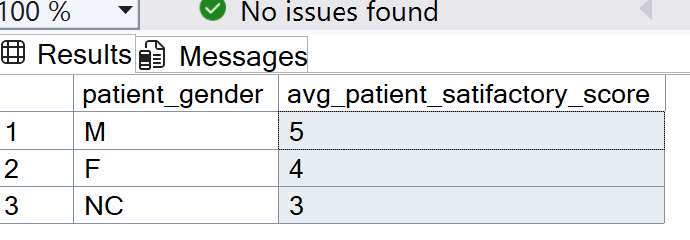 100 % No issues found
Results Messages
patient_gender avg_patient_satifactory_score
1 M 5
2 F 4
3 NC 3